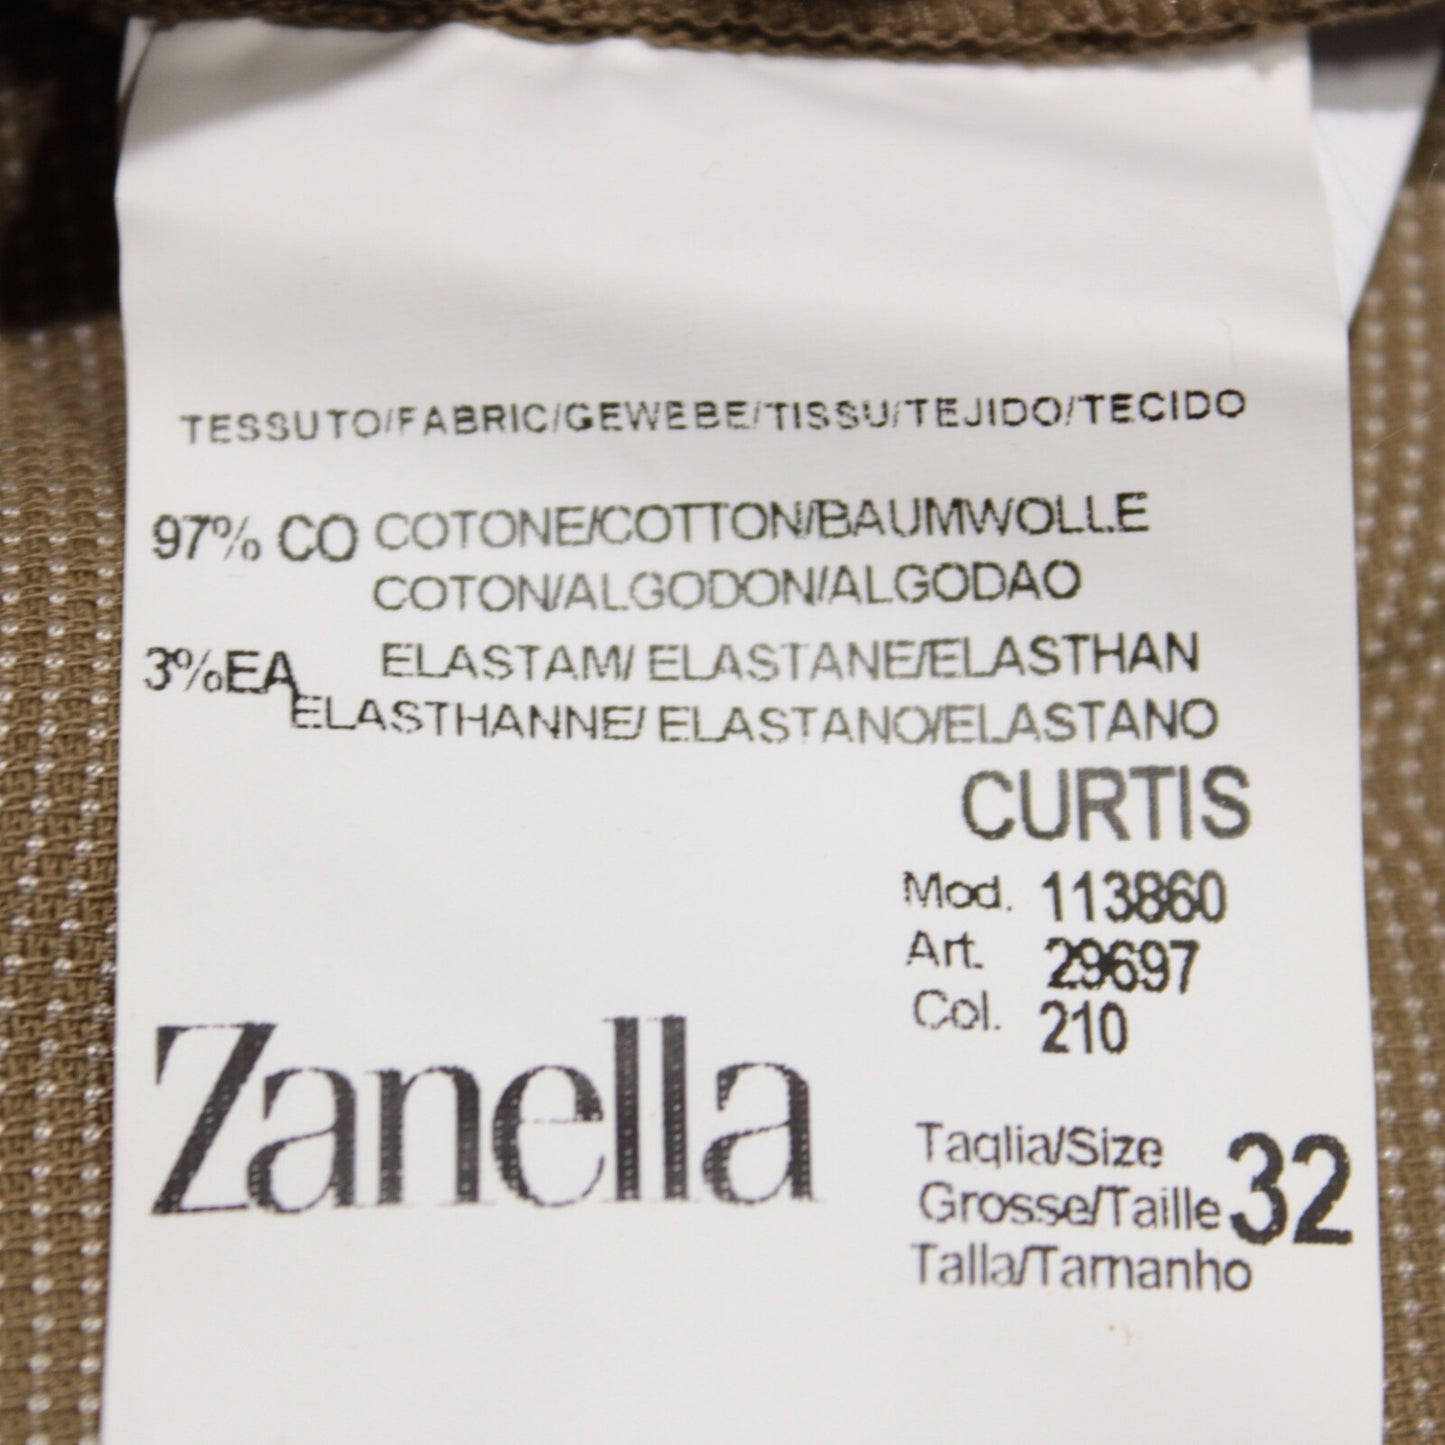 TESSUTO/FABRIC/GEWEBE/TISSU/TEJIDO/TECIDO
97% CO COTONE/COTTON/BAUMWOLLE
COTON/ALGODON/ALGODAO
3%EA ELASTAM/ ELASTANE/ELASTHAN
ELASTHANNE/ ELASTANO/ELASTANO
CURTIS
Mod. 113860
Art. 29697
Col. 210
Zanella
Taglia/Size
Grosse/Taille 32
Talla/Tamanho